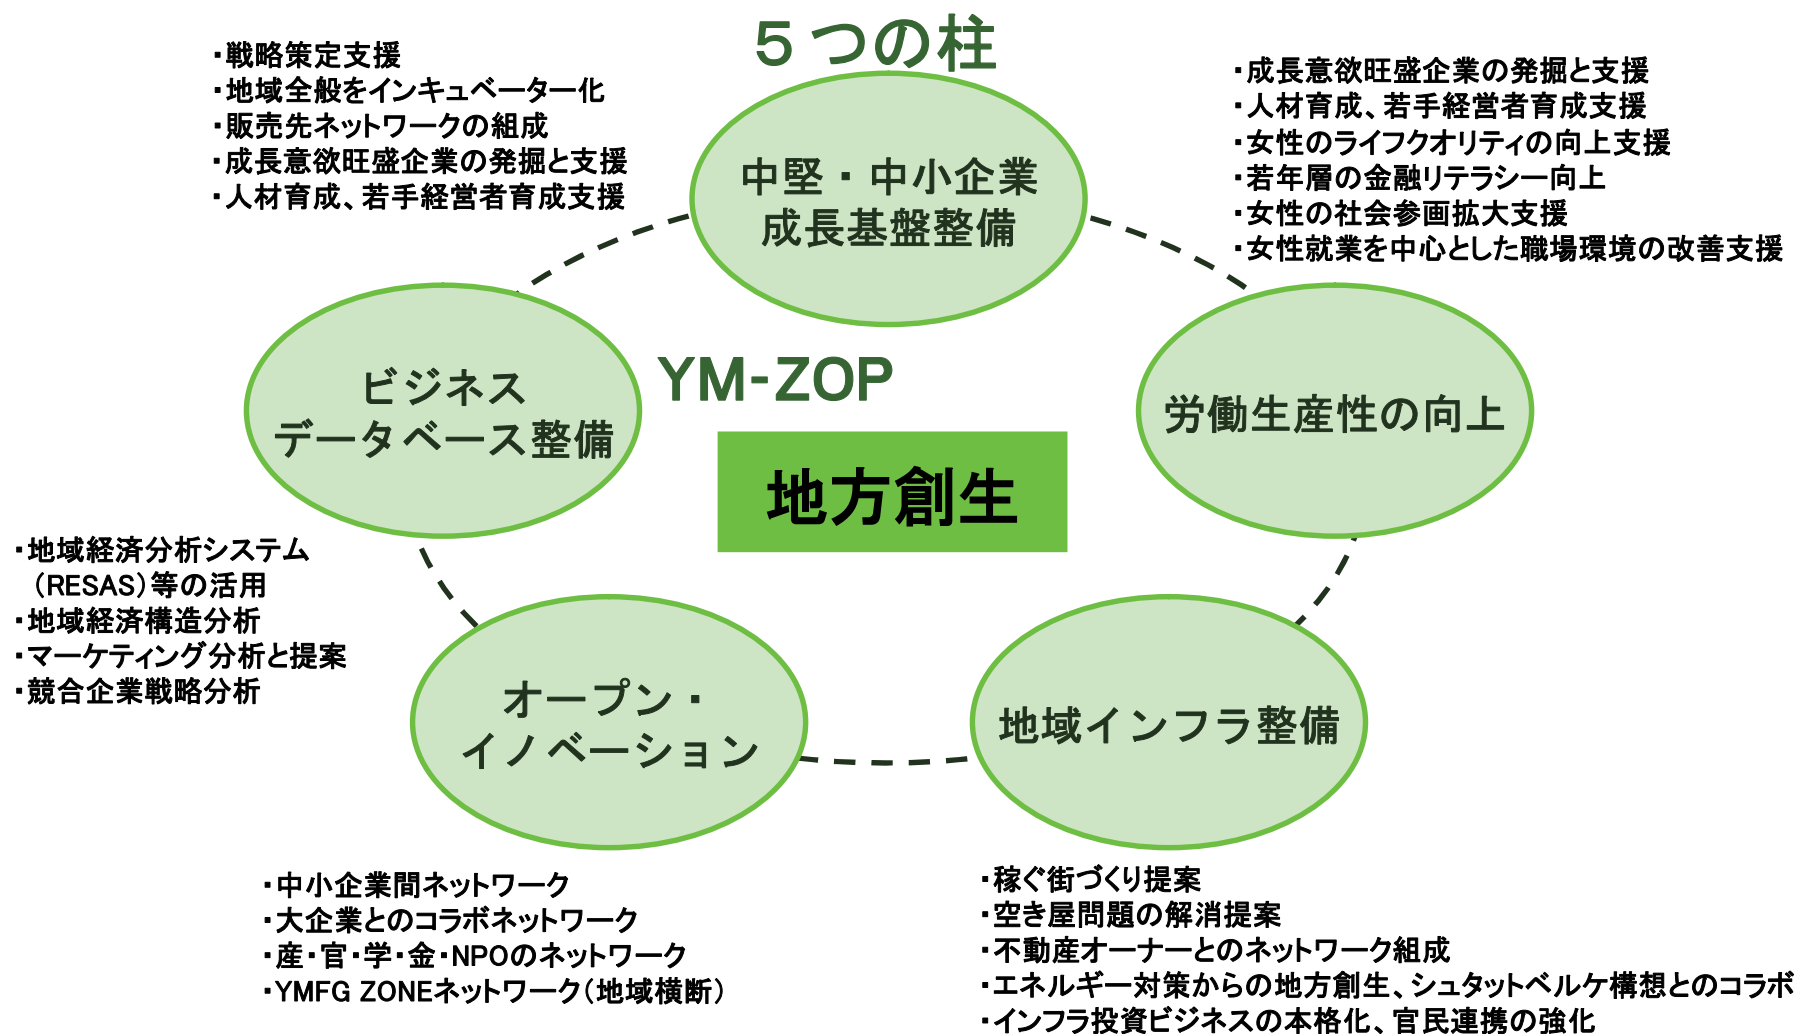 ５つの柱
・戦略策定支援
・地域全般をインキュベーター化
・販売先ネットワークの組成
・成長意欲旺盛企業の発掘と支援
・人材育成、若手経営者育成支援
中堅・中小企業
成長基盤整備
・成長意欲旺盛企業の発掘と支援
・人材育成、若手経営者育成支援
・女性のライフクオリティの向上支援
・若年層の金融リテラシー向上
・女性の社会参画拡大支援
・女性就業を中心とした職場環境の改善支援
ビジネス
データベース整備
YM-ZOP
地方創生
労働生産性の向上
・地域経済分析システム
（RESAS）等の活用
・地域経済構造分析
・マーケティング分析と提案
・競合企業戦略分析
オープン・
イノベーション
地域インフラ整備
・中小企業間ネットワーク
・大企業とのコラボネットワーク
・産・官・学・金・NPOのネットワーク
・YMFG ZONEネットワーク（地域横断）
・稼ぐ街づくり提案
・空き屋問題の解消提案
・不動産オーナーとのネットワーク組成
・エネルギー対策からの地方創生、シュタットベルケ構想とのコラボ
・インフラ投資ビジネスの本格化、官民連携の強化